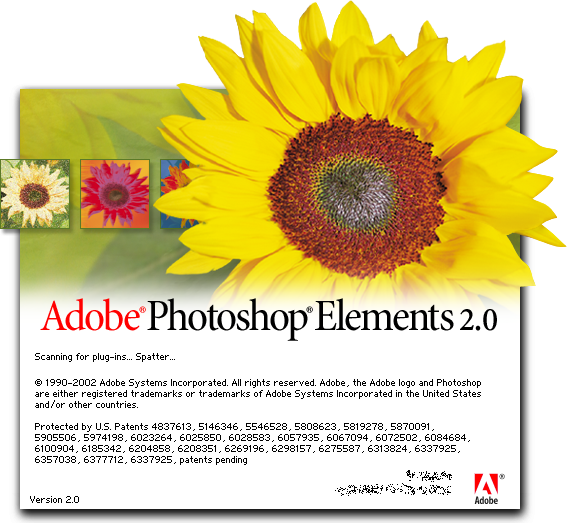 Adobe® Photoshop® Elements 2.0
Scanning for plug-ins... Spatter...
© 1990-2002 Adobe Systems Incorporated. All rights reserved. Adobe, the Adobe logo and Photoshop
are either registered trademarks or trademarks of Adobe Systems Incorporated in the United States
and/or other countries.
Protected by U.S. Patents 4837613, 5146346, 5546528, 5808623, 5819278, 5870091,
5905506, 5974198, 6023264, 6025850, 6028583, 6057935, 6067094, 6072502, 6084684,
6100904, 6185342, 6204858, 6208351, 6269196, 6298157, 6275587, 6313824, 6337925,
6357038, 6377712, 6337925, patents pending
Version 2.0
Adobe